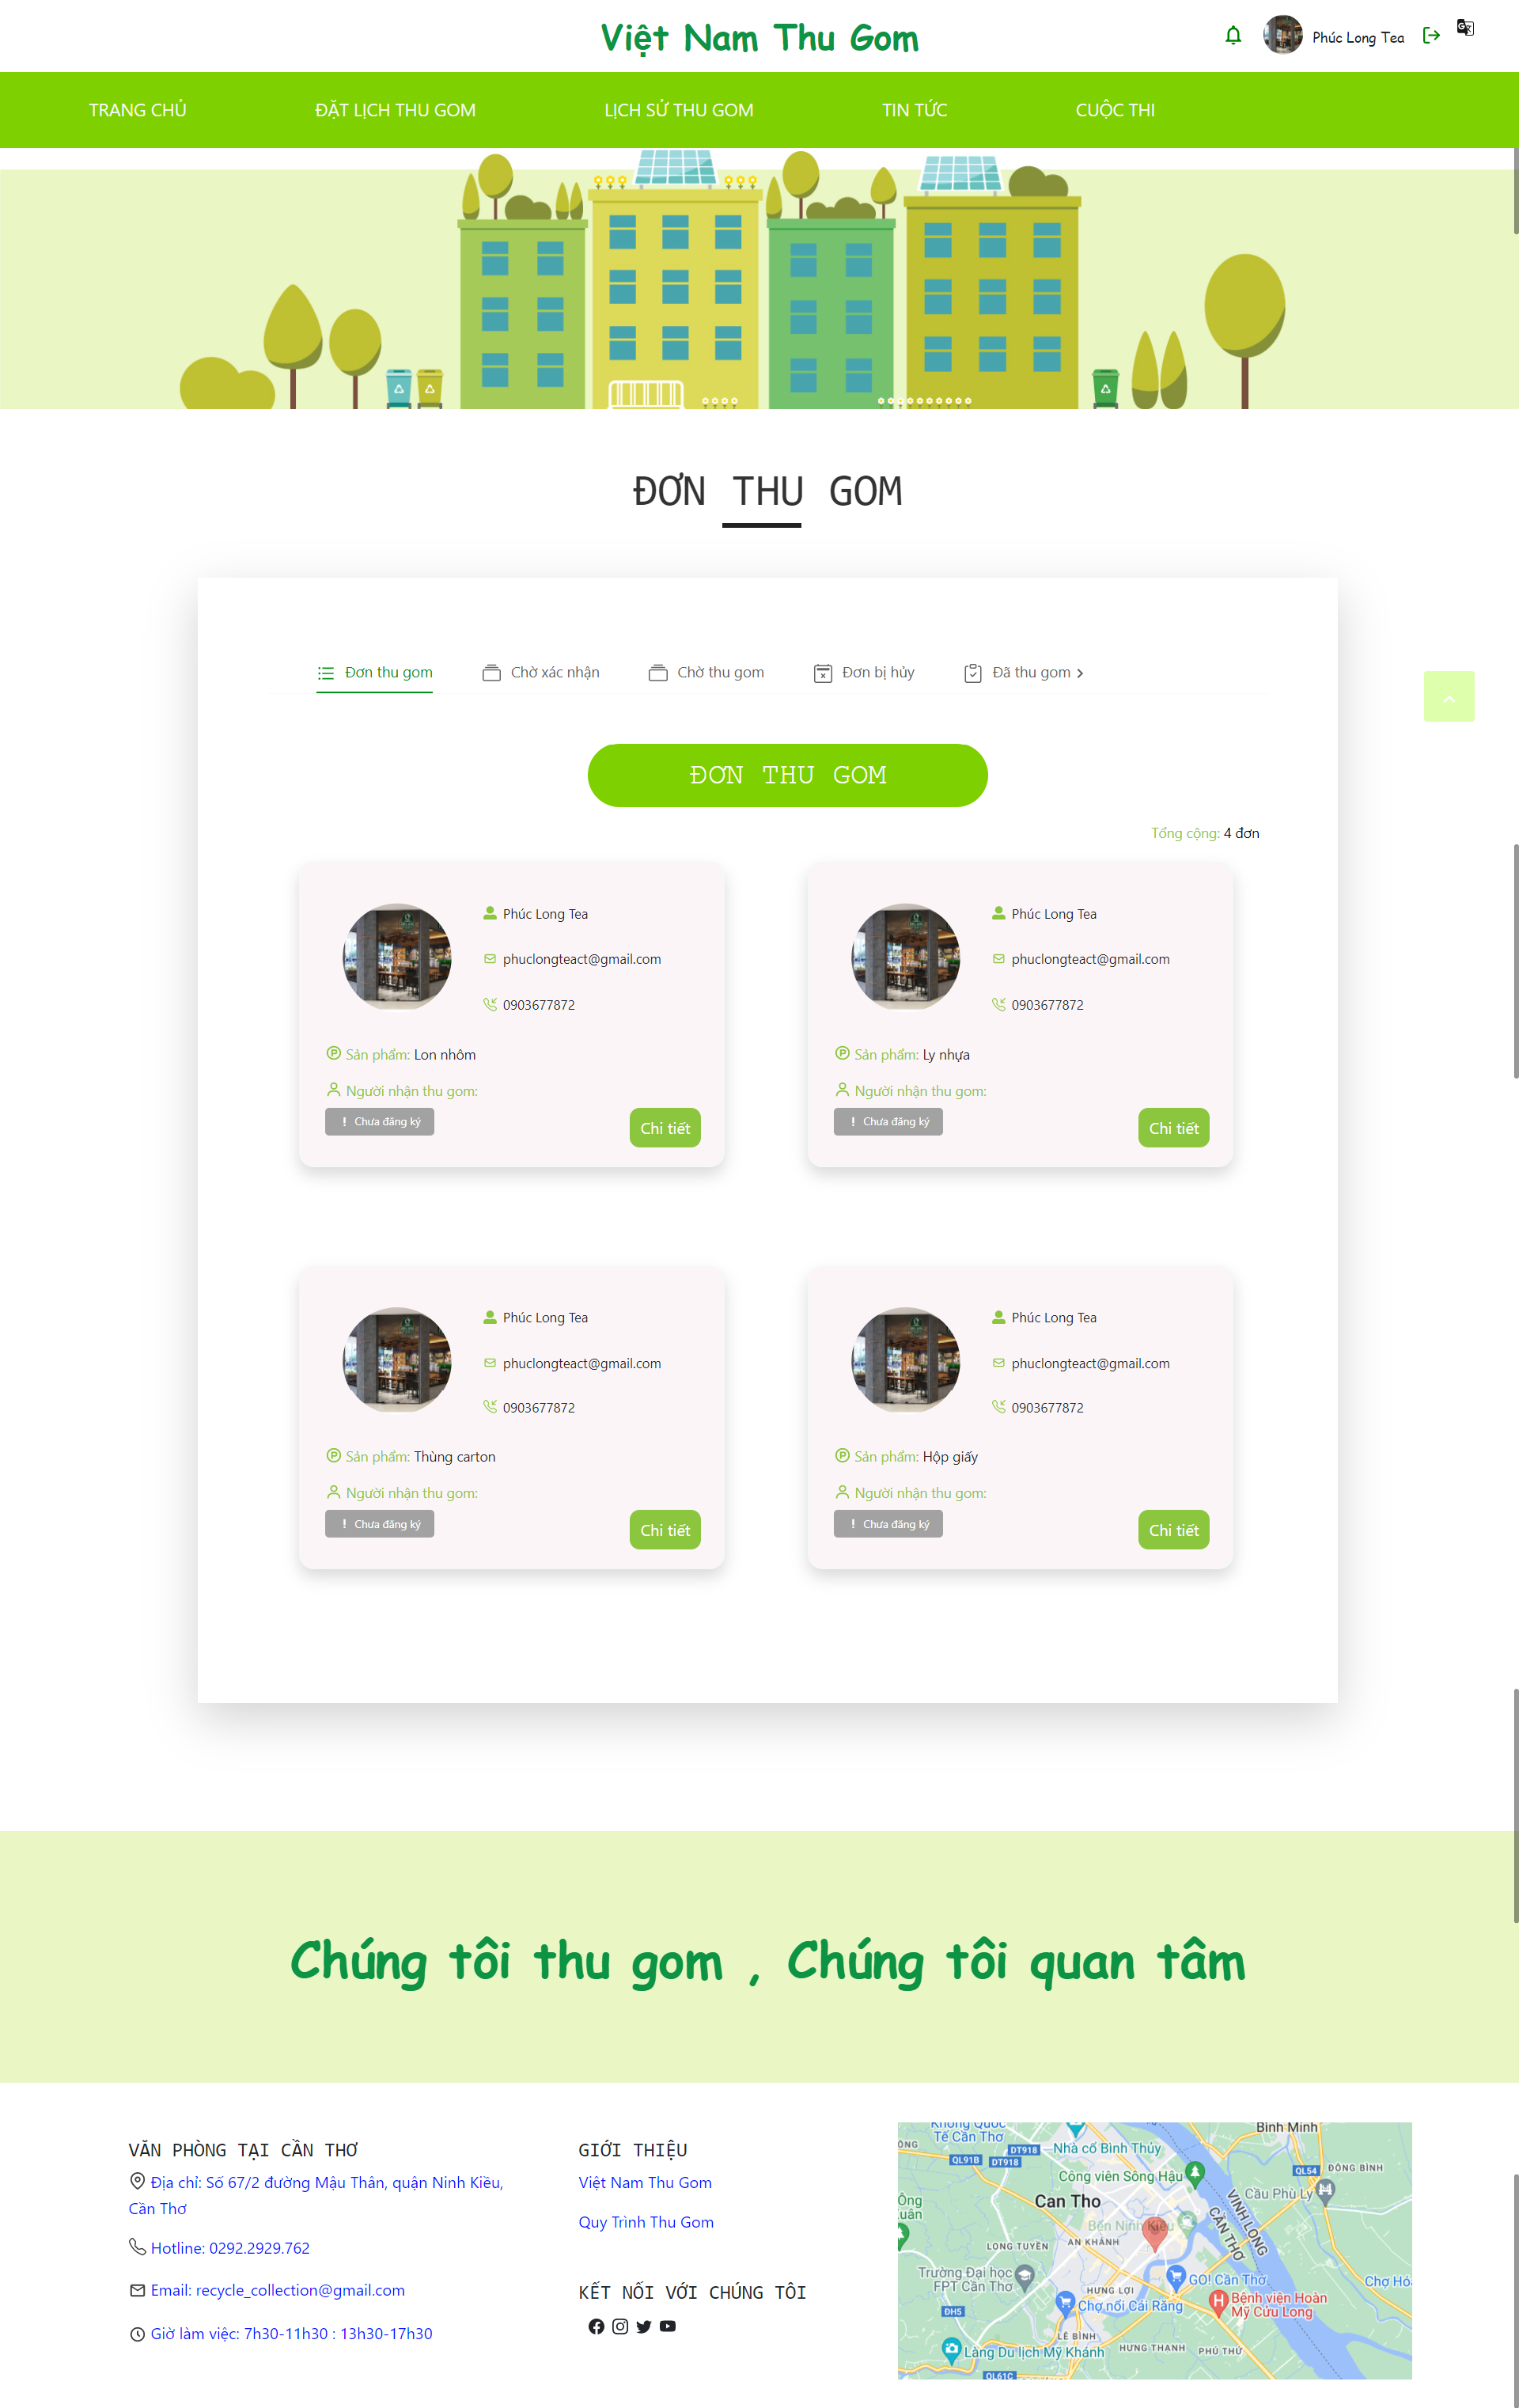 Việt Nam Thu Gom
Phúc Long Tea
TRANG CHỦ
ĐẶT LỊCH THU GOM
LỊCH SỬ THU GOM
TIN TỨC
CUỘC THI
ĐƠN THU GOM
Đơn thu gom
Chờ xác nhận
Chờ thu gom
Đơn bị hủy
Đã thu gom
ĐƠN THU GOM
Tổng cộng: 4 đơn
Phúc Long Tea
phuclongteact@gmail.com
0903677872
Sản phẩm: Lon nhôm
Người nhận thu gom:
! Chưa đăng ký
Chi tiết
Phúc Long Tea
phuclongteact@gmail.com
0903677872
Sản phẩm: Ly nhựa
Người nhận thu gom:
! Chưa đăng ký
Chi tiết
Phúc Long Tea
phuclongteact@gmail.com
0903677872
Sản phẩm: Thùng carton
Người nhận thu gom:
! Chưa đăng ký
Chi tiết
Phúc Long Tea
phuclongteact@gmail.com
0903677872
Sản phẩm: Hộp giấy
Người nhận thu gom:
! Chưa đăng ký
Chi tiết
Chúng tôi thu gom , Chúng tôi quan tâm
VĂN PHÒNG TẠI CẦN THƠ
Địa chỉ: Số 67/2 đường Mậu Thân, quận Ninh Kiều,
Cần Thơ
Hotline: 0292.2929.762
Email: recycle_collection@gmail.com
Giờ làm việc: 7h30-11h30 : 13h30-17h30
GIỚI THIỆU
Việt Nam Thu Gom
Quy Trình Thu Gom
KẾT NỐI VỚI CHÚNG TÔI
Không Quốc
Tế Cần Thơ
DT918
Nhà cổ Bình Thủy
Bình Minh
QL91B
DT918
Công viên Sông Hậu
QL54
ĐÔNG BÌNH
Can Tho
Cầu Phù Ly
VINH LONG
CẦN THƠ
Bến Ninh Kiều
AN KHÁNH
LONG TUYỀN
Trường Đại học
FPT Cần Thơ
HƯNG LỢI
GO! Cần Thơ
Chợ nổi Cái Răng
Bệnh viện Hoàn
Mỹ Cửu Long
ĐH5
LÊ BÌNH
HƯNG THẠNH
PHÚ THỨ
Làng Du lịch Mỹ Khánh
QL61C